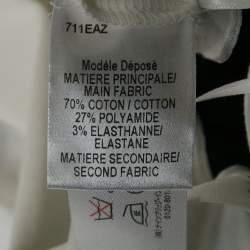 711EAZ
Modèle Déposé
MATIERE PRINCIPALE/
MAIN FABRIC
70% COTON / COTTON
27% POLYAMIDE
3% ELASTHANNE/
ELASTANE
MATIERE SECONDAIRE/
SECOND FABRIC